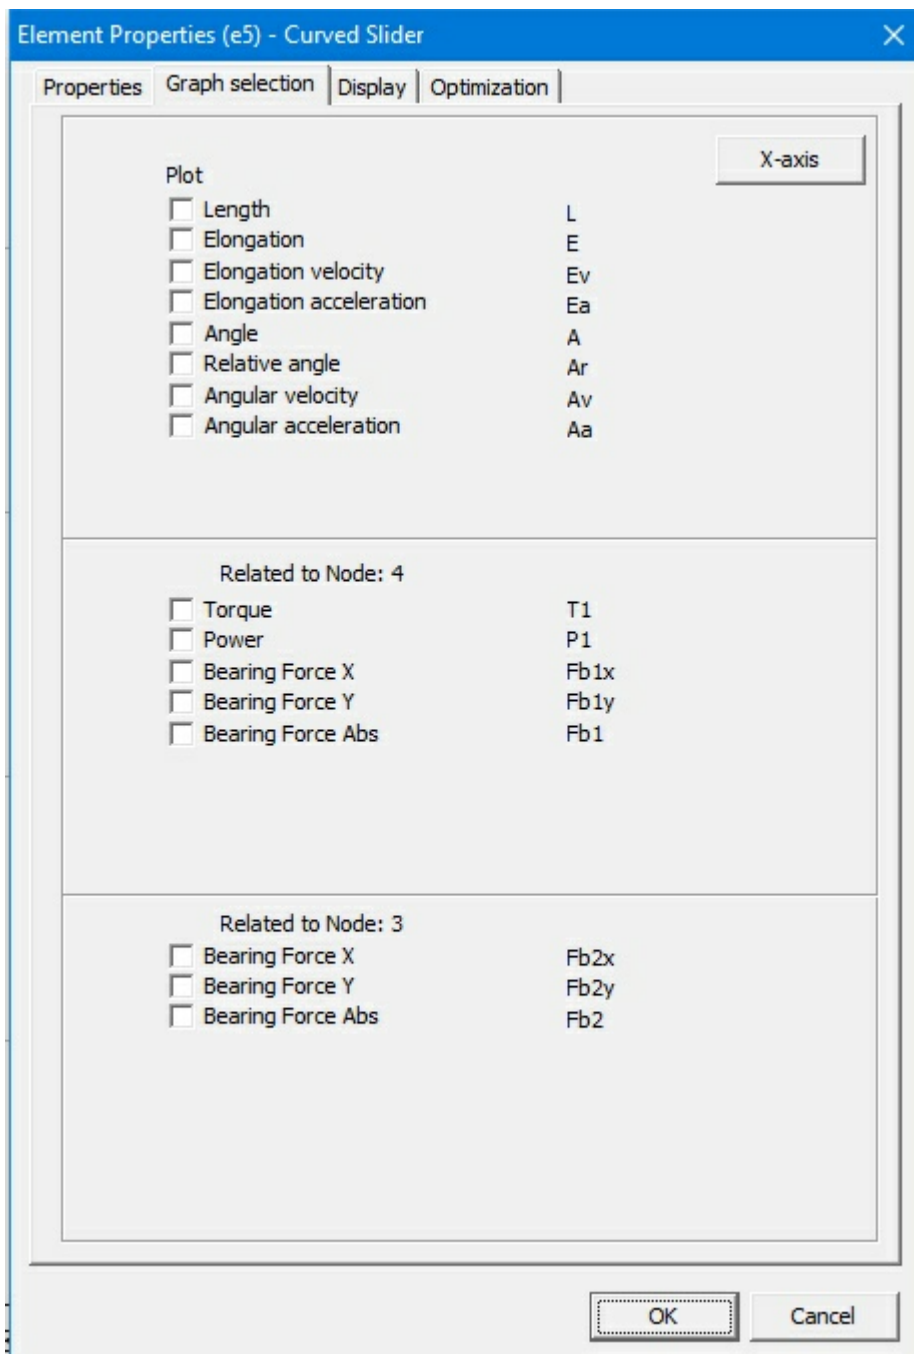 Element Properties (e5) - Curved Slider
Properties Graph selection Display Optimization
X-axis
Plot
Length L
Elongation E
Elongation velocity Ev
Elongation acceleration Ea
Angle A
Relative angle Ar
Angular velocity Av
Angular acceleration Aa
Related to Node: 4
Torque T1
Power P1
Bearing Force X Fb1x
Bearing Force Y Fb1y
Bearing Force Abs Fb1
Related to Node: 3
Bearing Force X Fb2x
Bearing Force Y Fb2y
Bearing Force Abs Fb2
OK Cancel